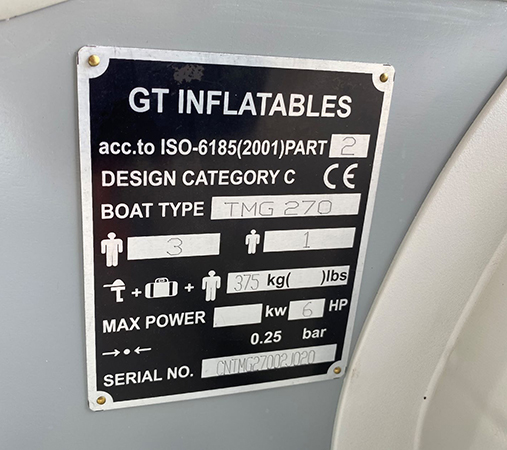 GT INFLATABLES
acc.to ISO-6185(2001)PART 2
DESIGN CATEGORY C CE
BOAT TYPE TMG 270
3 1
+ + 375 kg( )lbs
MAX POWER kw 6 HP
0.25 bar
SERIAL NO. CNTMG27002J020